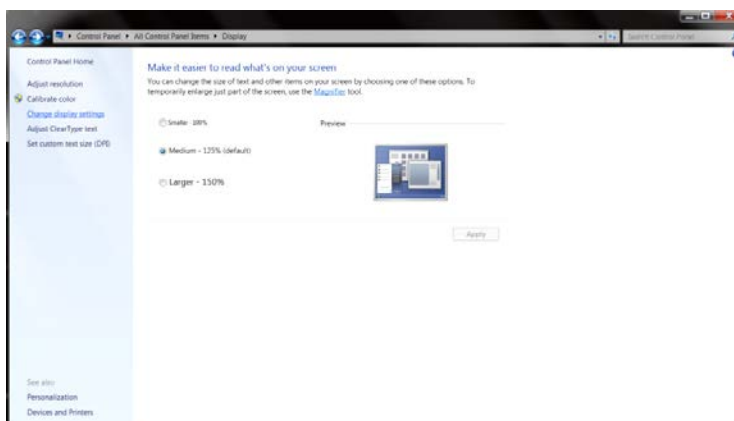 Control Panel ▸ All Control Panel Items ▸ Display
Search Control Panel
Control Panel Home
Adjust resolution
Calibrate color
Change display settings
Adjust ClearType text
Set custom text size (DPI)
Make it easier to read what's on your screen
You can change the size of text and other items on your screen by choosing one of these options. To
temporarily enlarge just part of the screen, use the Magnifier tool.
Smaller - 100%
Preview
Medium - 125% (default)
Larger - 150%
Apply
See also
Personalization
Devices and Printers